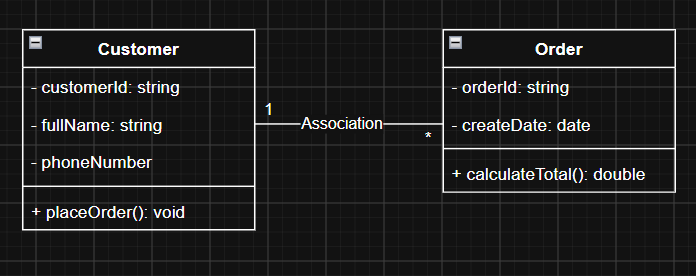 Customer
- customerId: string
- fullName: string
- phoneNumber
+ placeOrder(): void
1
Association
*
Order
- orderId: string
- createDate: date
+ calculateTotal(): double